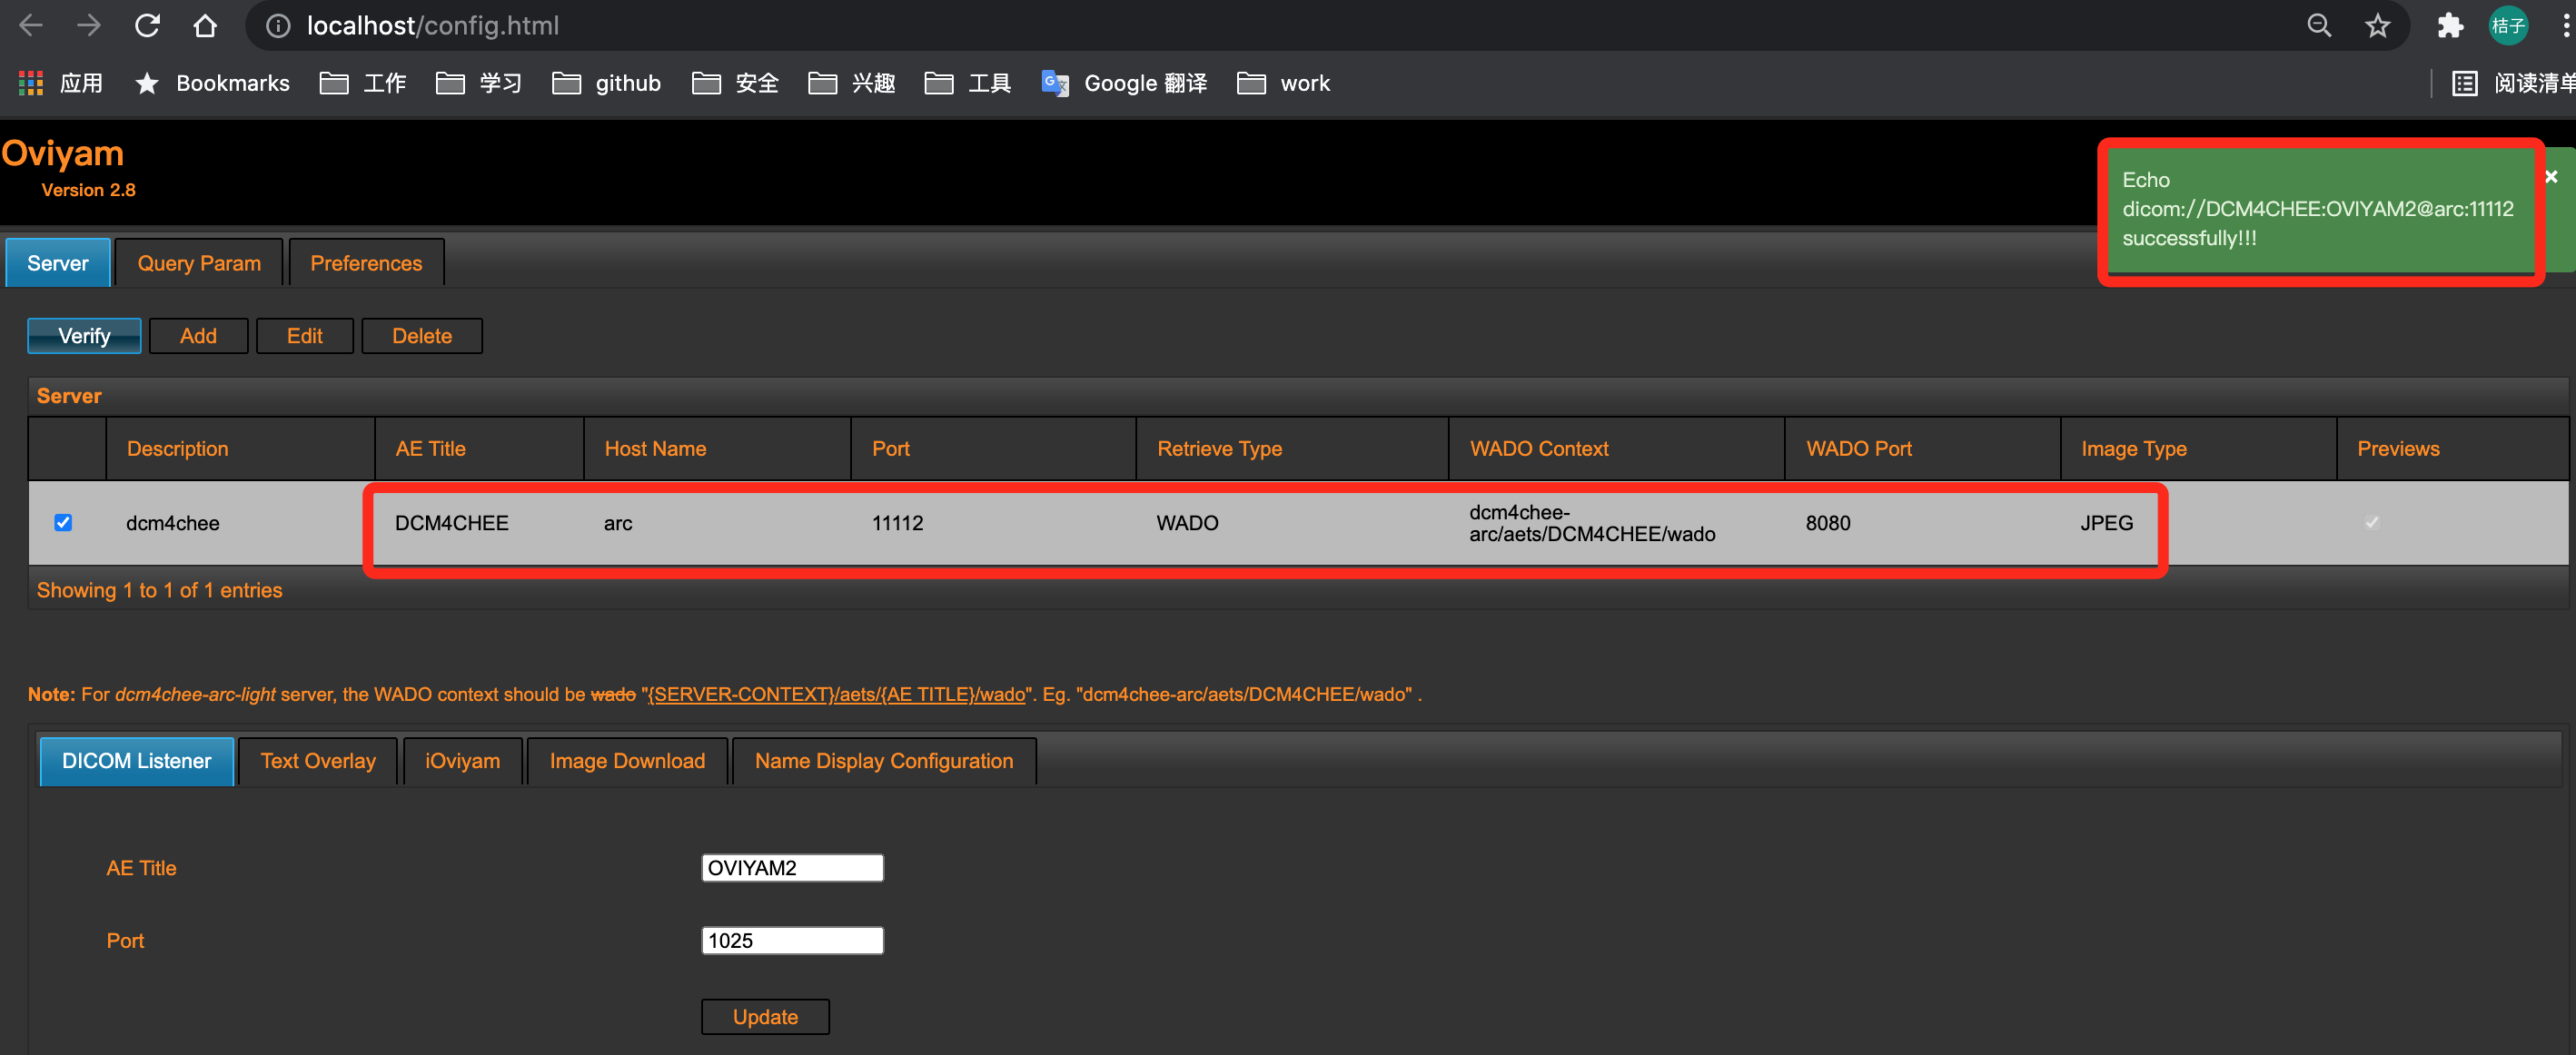 localhost/config.html
桔子
应用
Bookmarks
工作
学习
github
安全
兴趣
工具
Google 翻译
work
阅读清单
Oviyam
Version 2.8
Echo
dicom://DCM4CHEE:OVIYAM2@arc:11112
successfully!!!
×
Server
Query Param
Preferences
Verify
Add
Edit
Delete
Server
Description
AE Title
Host Name
Port
Retrieve Type
WADO Context
WADO Port
Image Type
Previews
dcm4chee
DCM4CHEE
arc
11112
WADO
dcm4chee-
arc/aets/DCM4CHEE/wado
8080
JPEG
Showing 1 to 1 of 1 entries
Note: For dcm4chee-arc-light server, the WADO context should be wado "{SERVER-CONTEXT}/aets/{AE TITLE}/wado". Eg. "dcm4chee-arc/aets/DCM4CHEE/wado" .
DICOM Listener
Text Overlay
iOviyam
Image Download
Name Display Configuration
AE Title
OVIYAM2
Port
1025
Update